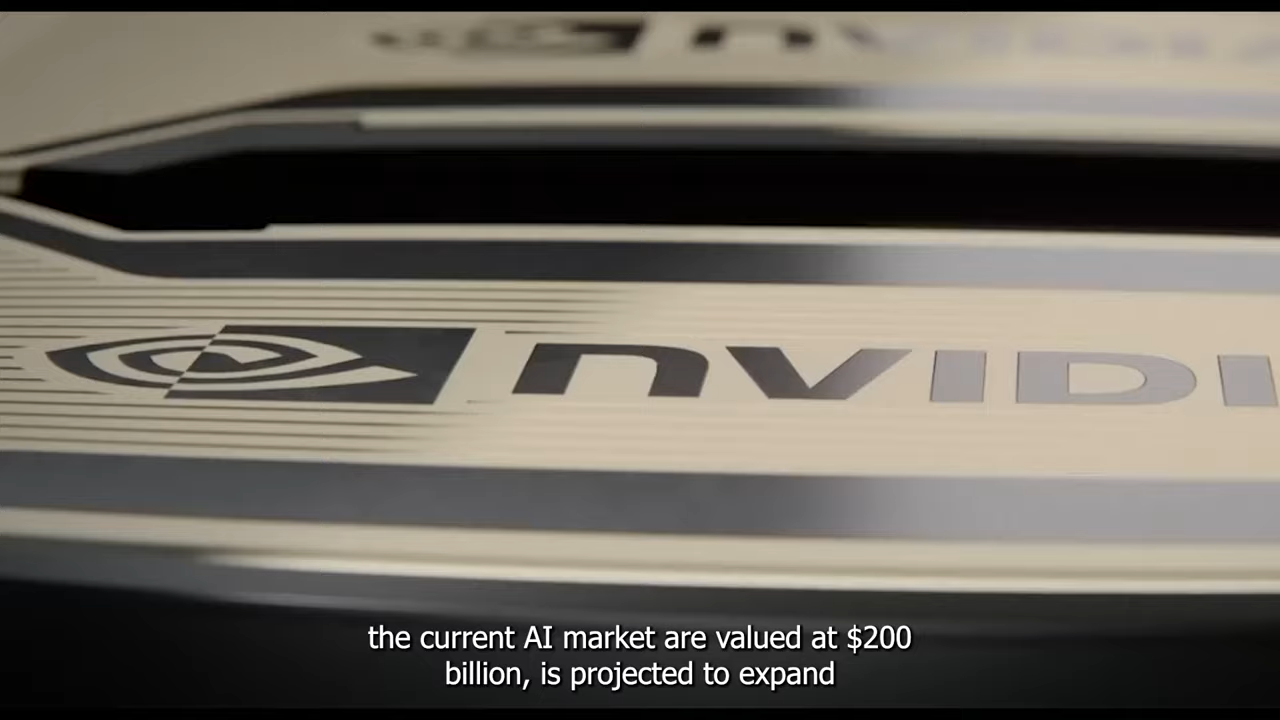 nVIDI
the current AI market are valued at $200
billion, is projected to expand